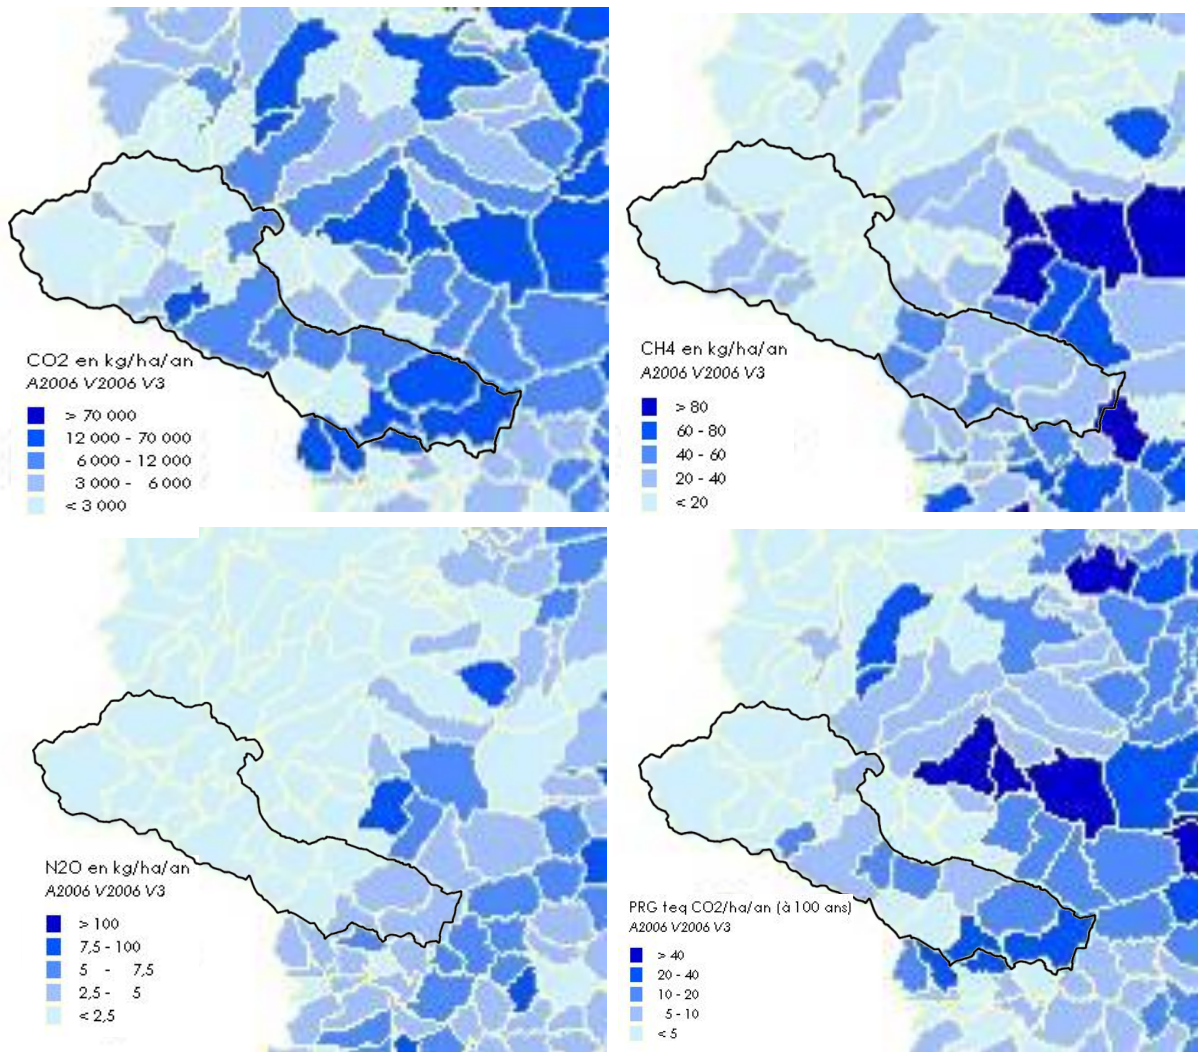 CO2 en kg/ha/an
A2006 V2006 V3
> 70 000
12 000 - 70 000
6 000 - 12 000
3 000 - 6 000
< 3 000
CH4 en kg/ha/an
A2006 V2006 V3
> 80
60 - 80
40 - 60
20 - 40
< 20
N2O en kg/ha/an
A2006 V2006 V3
> 100
7,5 - 100
5 - 7,5
2,5 - 5
< 2,5
PRG teq CO2/ha/an (à 100 ans)
A2006 V2006 V3
> 40
20 - 40
10 - 20
5 - 10
< 5